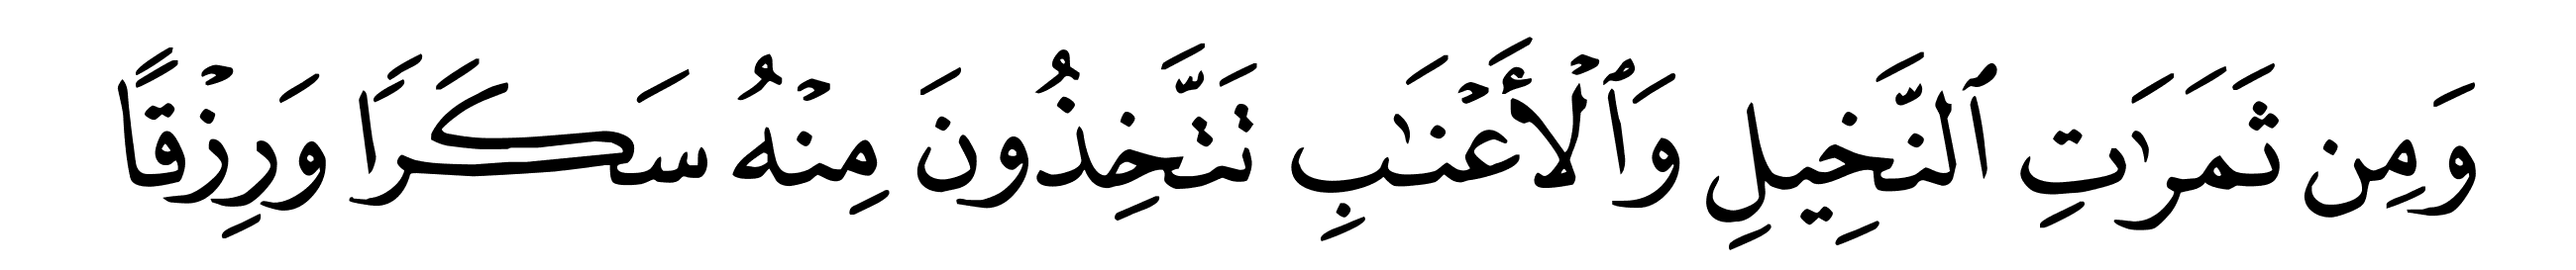 وَمِن ثَمَرَٰتِ ٱلنَّخِيلِ وَٱلْأَعْنَٰبِ تَتَّخِذُونَ مِنْهُ سَكَرًا وَرِزْقًا